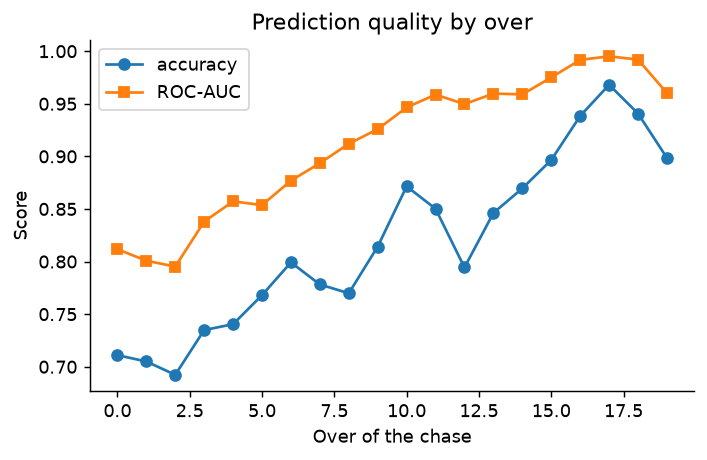 Prediction quality by over
accuracy
ROC-AUC
Score
1.00
0.95
0.90
0.85
0.80
0.75
0.70
0.0 2.5 5.0 7.5 10.0 12.5 15.0 17.5
Over of the chase